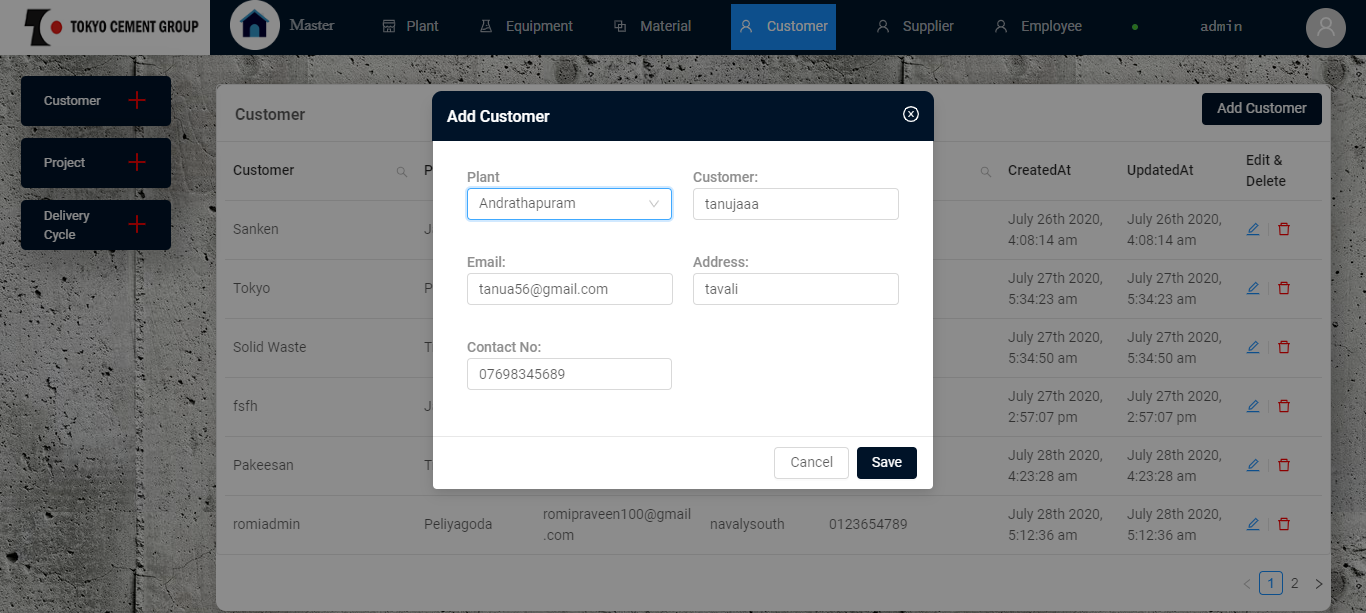 TOKYO CEMENT GROUP
Master
Plant
Equipment
Material
Customer
Supplier
Employee
admin
Customer
Project
Delivery
Cycle
Customer
Add Customer
Customer
P
CreatedAt
UpdatedAt
Edit &
Delete
Sanken
J
July 26th 2020,
4:08:14 am
July 26th 2020,
4:08:14 am
Tokyo
P
July 27th 2020,
5:34:23 am
July 27th 2020,
5:34:23 am
Solid Waste
T
July 27th 2020,
5:34:50 am
July 27th 2020,
5:34:50 am
fsfh
J
July 27th 2020,
2:57:07 pm
July 27th 2020,
2:57:07 pm
Pakeesan
T
July 28th 2020,
4:23:28 am
July 28th 2020,
4:23:28 am
romiadmin
Peliyagoda
romipraveen100@gmail
.com
navalysouth
0123654789
July 28th 2020,
5:12:36 am
July 28th 2020,
5:12:36 am
1
2
Add Customer
Plant
Andrathapuram
Customer:
tanujaaa
Email:
tanua56@gmail.com
Address:
tavali
Contact No:
07698345689
Cancel
Save